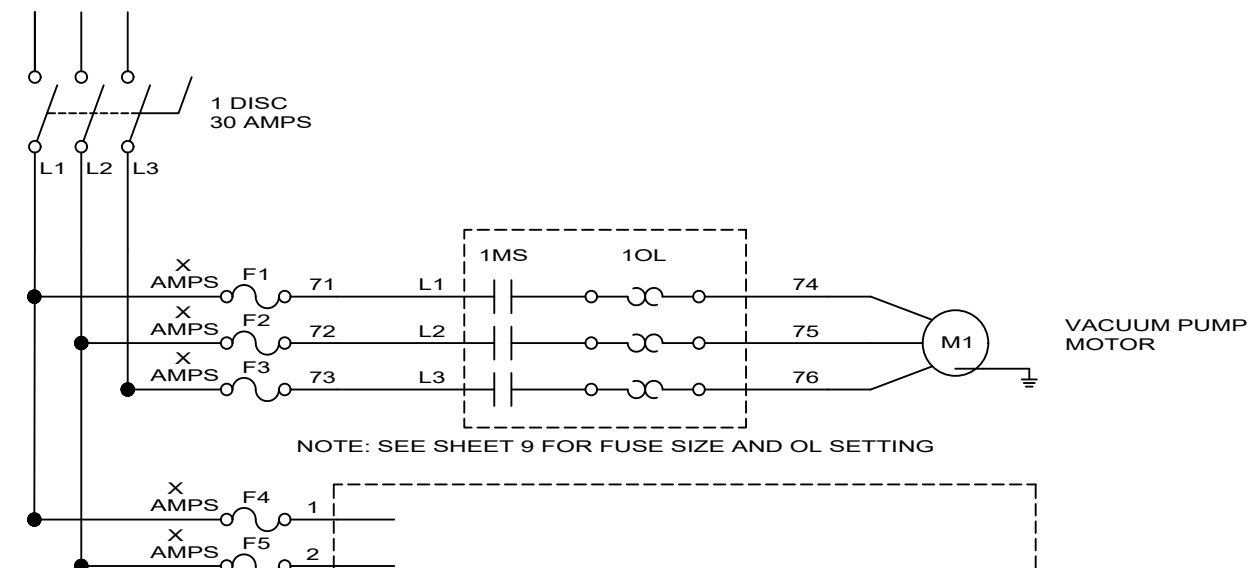 1 DISC
30 AMPS
L1 L2 L3
1MS 1OL
X
AMPS F1 71 L1 74
X
AMPS F2 72 L2 75
M1
VACUUM PUMP
MOTOR
X
AMPS F3 73 L3 76
NOTE: SEE SHEET 9 FOR FUSE SIZE AND OL SETTING
X
AMPS F4 1
X
AMPS F5 2